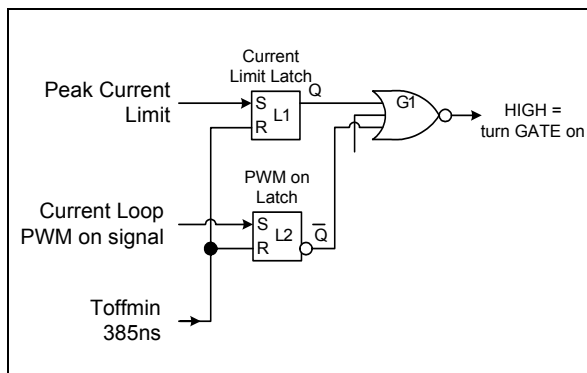 Current
Limit Latch
Peak Current
Limit
S
R
L1
Q
G1
HIGH =
turn GATE on
PWM on
Latch
Current Loop
PWM on signal
S
R
L2
Q
Toffmin
385ns